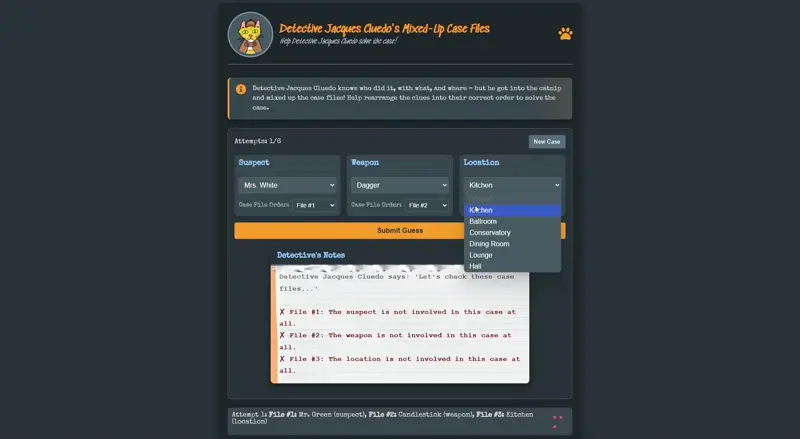 Detective Jacques Cluedo's Mixed-Up Case Files
Help Detective Jacques Cluedo solve the case!
Detective Jacques Cluedo knows who did it, with what, and where – but he got into the catnip
and mixed up the case files! Help rearrange the clues into their correct order to solve the
case.
Attempts: 1/6
New Case
Suspect
Weapon
Location
Mrs. White
Dagger
Kitchen
Case File Order:
File #1
Case File Order:
File #2
Kitchen
Ballroom
Conservatory
Dining Room
Lounge
Hall
Submit Guess
Detective's Notes
Detective Jacques Cluedo says: 'Let's check these case
files...'
✗ File #1: The suspect is not involved in this case at
all.
✗ File #2: The weapon is not involved in this case at
all.
✗ File #3: The location is not involved in this case at
all.
Attempt 1: File #1: Mr. Green (suspect), File #2: Candlestick (weapon), File #3: Kitchen
(location)